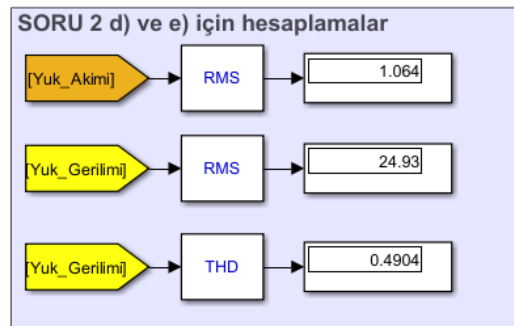 SORU 2 d) ve e) için hesaplamalar
[Yuk_Akimi] RMS 1.064
[Yuk_Gerilimi] RMS 24.93
[Yuk_Gerilimi] THD 0.4904